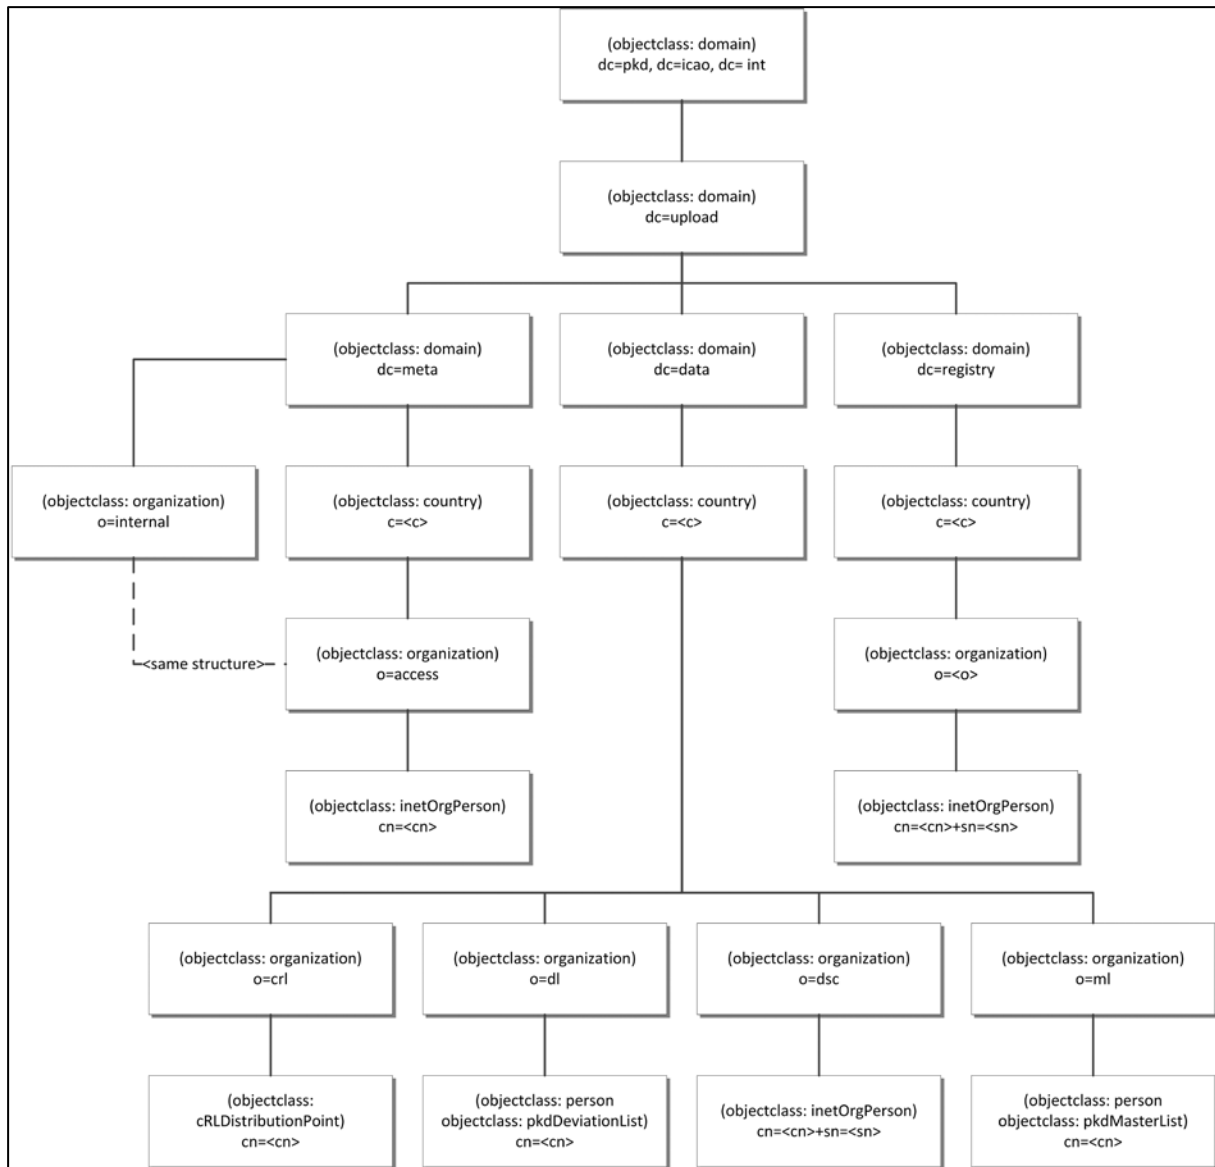 (objectclass: domain)
dc=pkd, dc=icao, dc= int
(objectclass: domain)
dc=upload
(objectclass: domain)
dc=meta
(objectclass: domain)
dc=data
(objectclass: domain)
dc=registry
(objectclass: organization)
o=internal
(objectclass: country)
c=<c>
(objectclass: country)
c=<c>
(objectclass: country)
c=<c>
<same structure>
(objectclass: organization)
o=access
(objectclass: organization)
o=<o>
(objectclass: inetOrgPerson)
cn=<cn>
(objectclass: inetOrgPerson)
cn=<cn>+sn=<sn>
(objectclass: organization)
o=crl
(objectclass: organization)
o=dl
(objectclass: organization)
o=dsc
(objectclass: organization)
o=ml
(objectclass:
cRLDistributionPoint)
cn=<cn>
(objectclass: person
objectclass: pkdDeviationList)
cn=<cn>
(objectclass: inetOrgPerson)
cn=<cn>+sn=<sn>
(objectclass: person
objectclass: pkdMasterList)
cn=<cn>